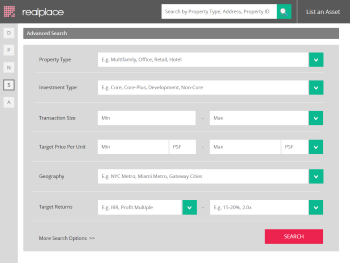 realplace
Search by Property Type, Address, Property ID
List an Asset
D
P
N
S
A
Advanced Search
Property Type
E.g. Multifamily, Office, Retail, Hotel
Investment Type
E.g. Core, Core-Plus, Development, Non-Core
Transaction Size
Min - Max
Target Price Per Unit
Min PSF - Max PSF
Geography
E.g. NYC Metro, Miami Metro, Gateway Cities
Target Returns
E.g. IRR, Profit Multiple - E.g. 15-20%, 2.0x
More Search Options
SEARCH